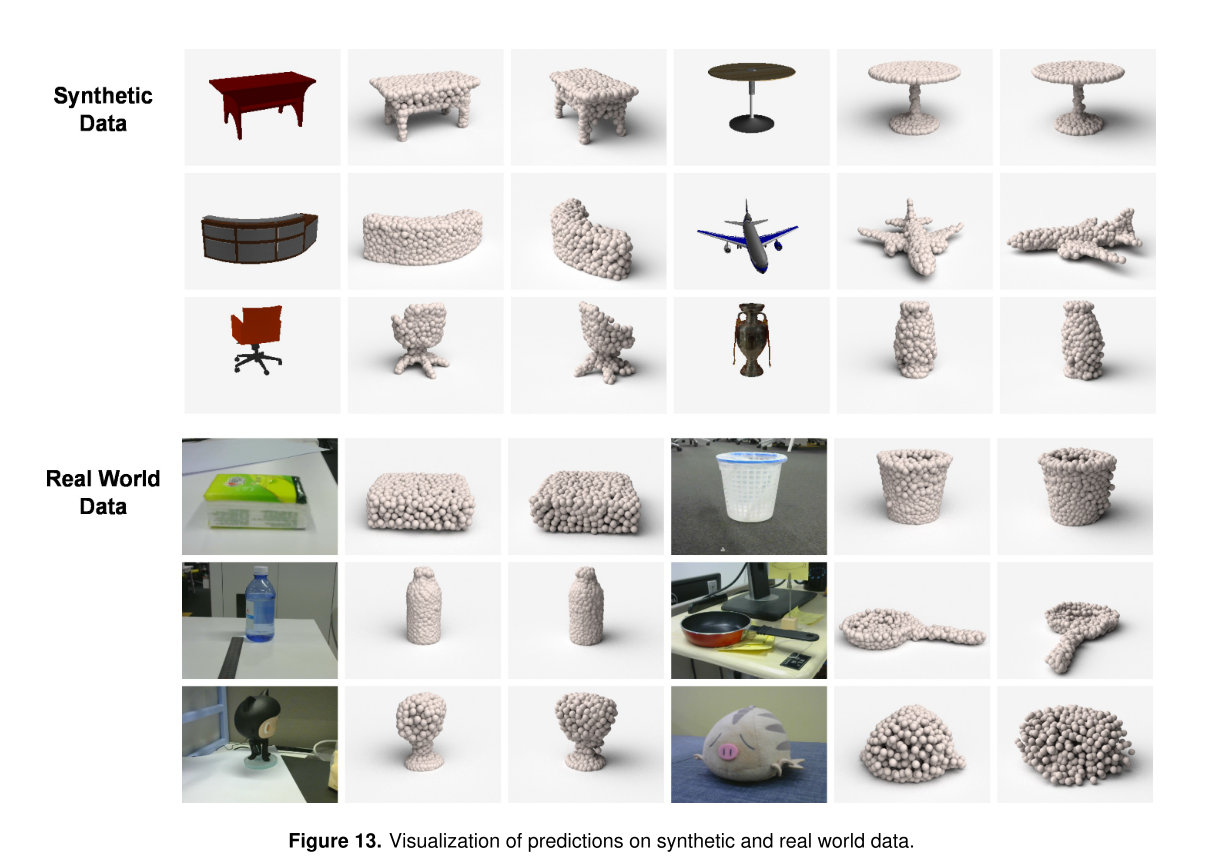 Synthetic
Data
Real World
Data
Figure 13. Visualization of predictions on synthetic and real world data.